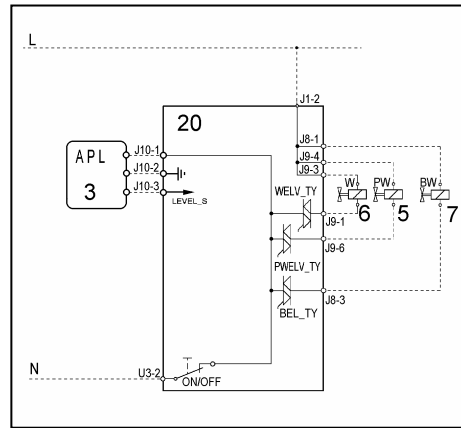 L
J1-2
20
J8-1
J9-4
J9-3
APL
3
J10-1
J10-2
J10-3
LEVEL_S
WELV_TY
W
PW
BW
6
5
7
J9-1
PWELV_TY
J9-6
BEL_TY
J8-3
N
U3-2
ON/OFF